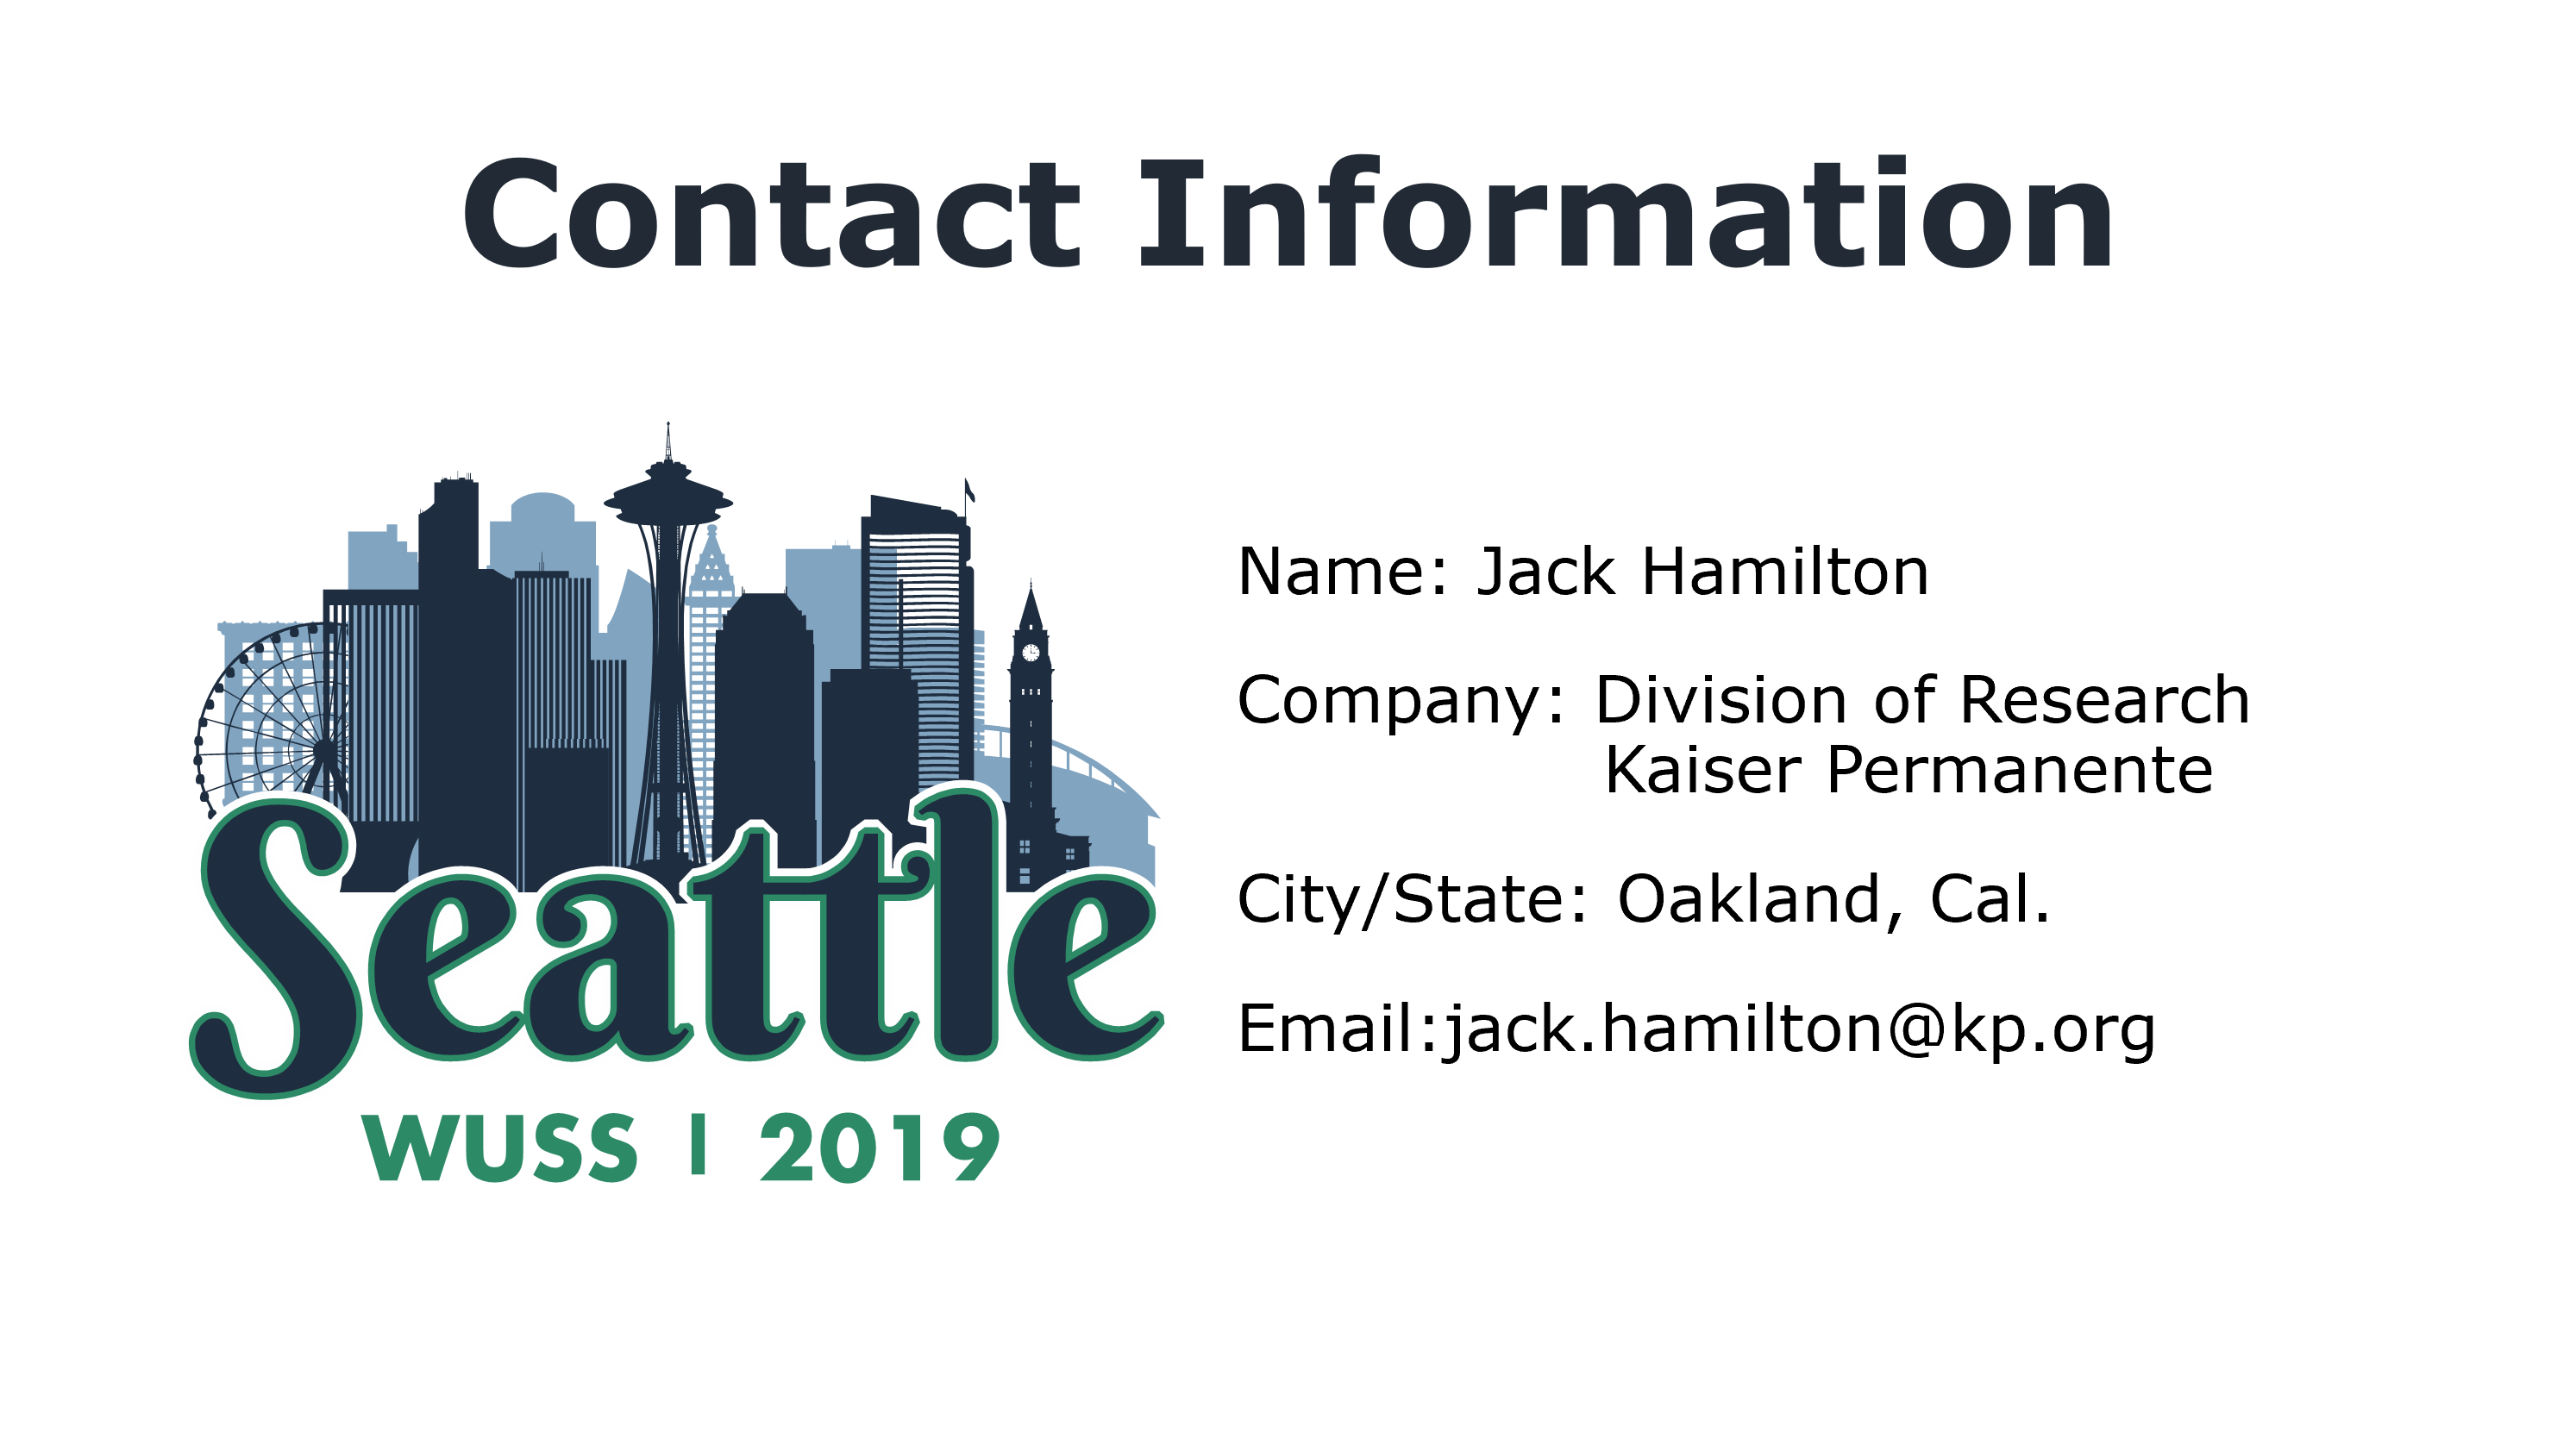 Contact Information
Seattle
WUSS | 2019
Name: Jack Hamilton
Company: Division of Research
Kaiser Permanente
City/State: Oakland, Cal.
Email:jack.hamilton@kp.org